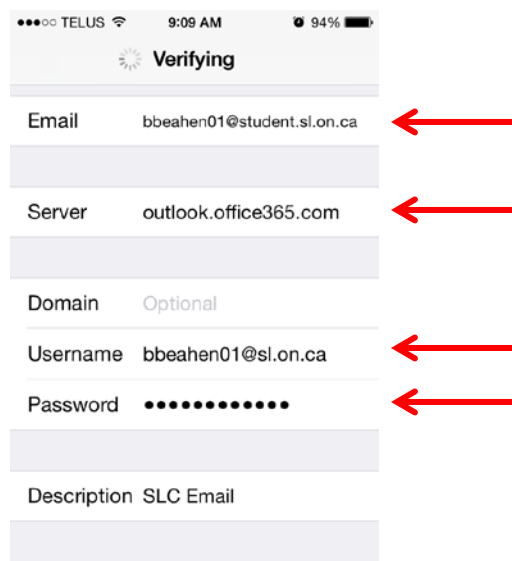 ●●●○○ TELUS 9:09 AM 94%
Verifying
Email bbeahen01@student.sl.on.ca
Server outlook.office365.com
Domain Optional
Username bbeahen01@sl.on.ca
Password ●●●●●●●●●●●●
Description SLC Email